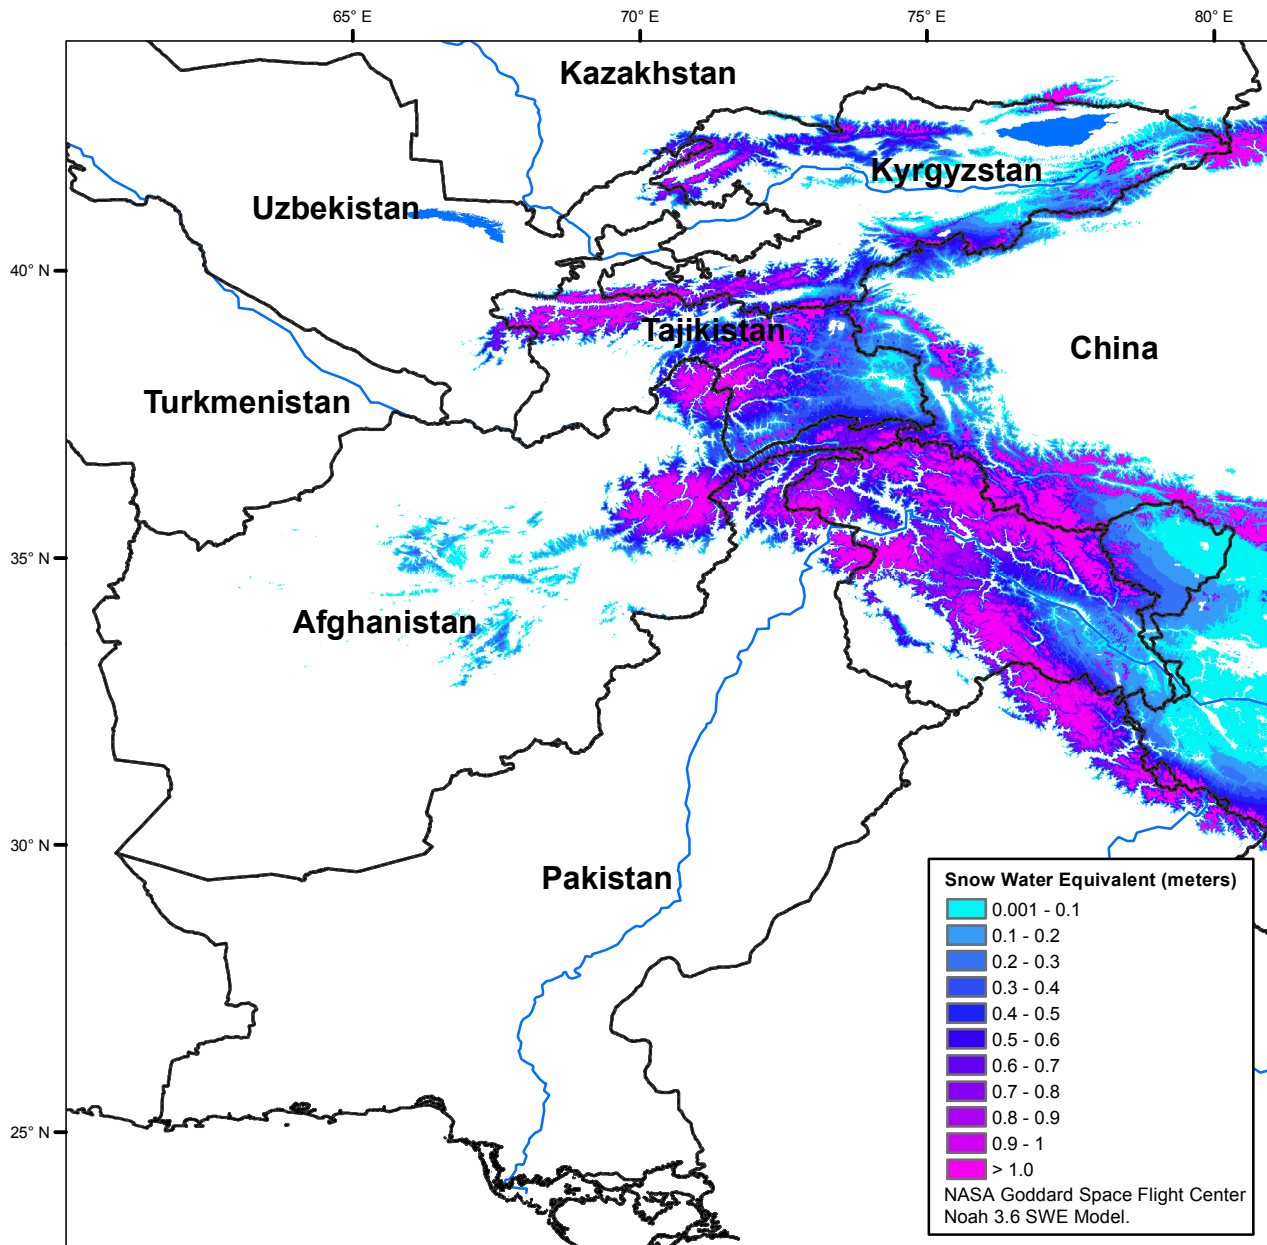 65° E
70° E
75° E
80° E
Kazakhstan
Kyrgyzstan
Uzbekistan
40° N
Tajikistan
China
Turkmenistan
35° N
Afghanistan
30° N
Pakistan
25° N
Snow Water Equivalent (meters)
0.001 - 0.1
0.1 - 0.2
0.2 - 0.3
0.3 - 0.4
0.4 - 0.5
0.5 - 0.6
0.6 - 0.7
0.7 - 0.8
0.8 - 0.9
0.9 - 1
> 1.0
NASA Goddard Space Flight Center
Noah 3.6 SWE Model.